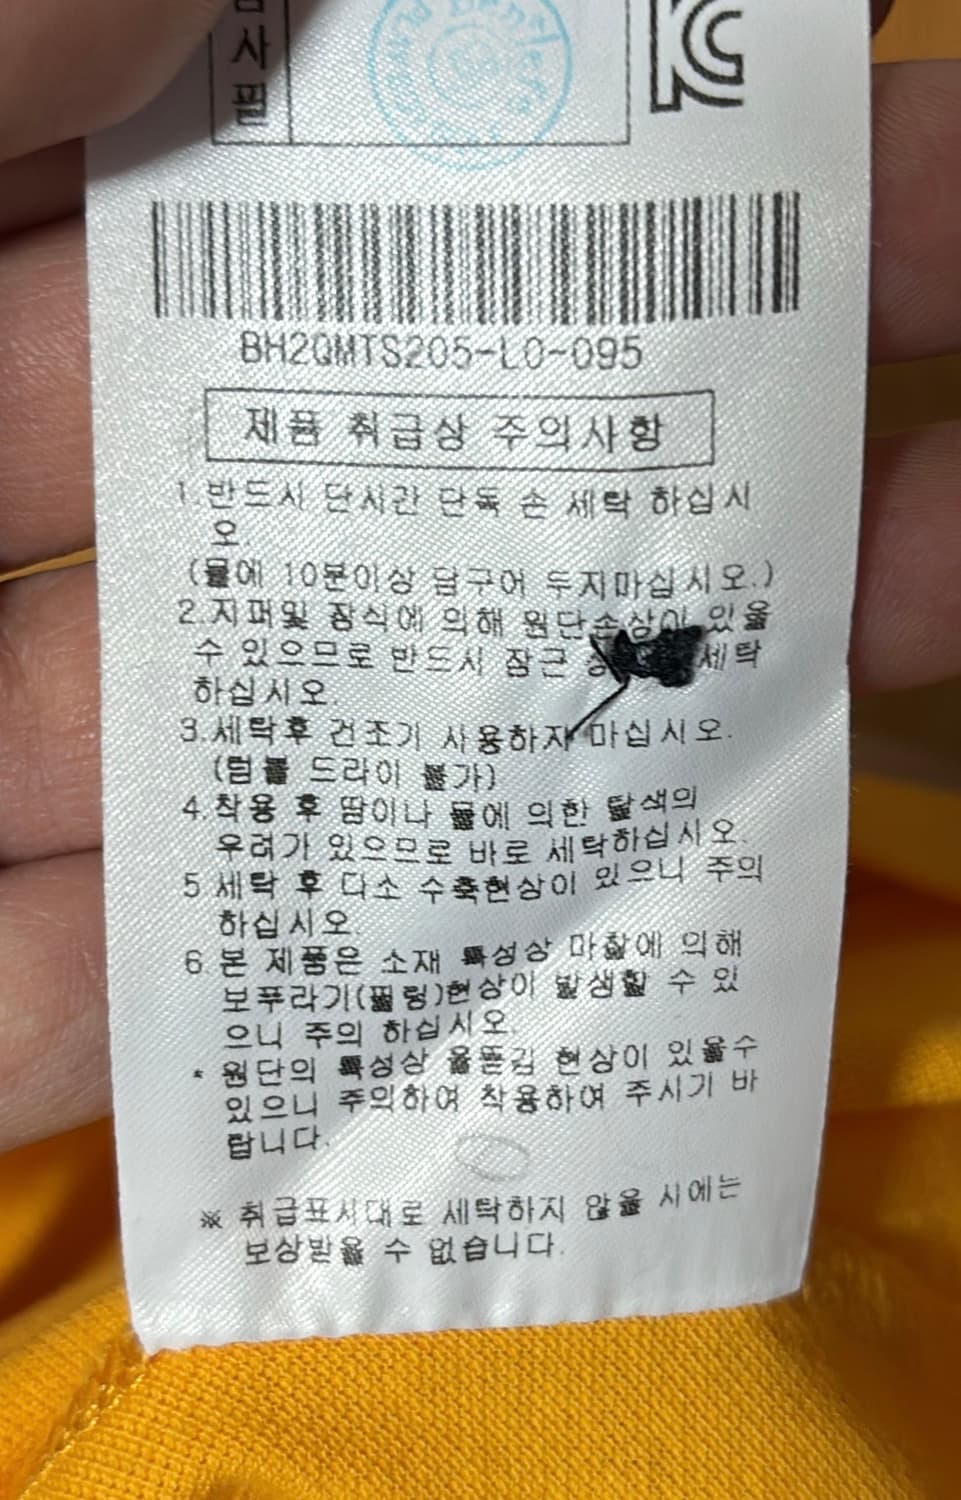 사
필
KC
BH2QMTS205-L0-095
제품 취급상 주의사항
1.반드시 단시간 단독 손 세탁 하십시
오.
(물에 10분이상 담구어 두지마십시오.)
2.지퍼및 장식에 의해 원단손상이 있을
수 있으므로 반드시 잠근 세탁
하십시오.
3.세탁후 건조기 사용하지 마십시오.
(텀블 드라이 불가)
4.착용 후 땀이나 물에 의한 탈색의
우려가 있으므로 바로 세탁하십시오.
5 세탁 후 다소 수축현상이 있으니 주의
하십시오.
6 본 제품은 소재 특성상 마찰에 의해
보푸라기(필링)현상이 발생할 수 있
으니 주의 하십시오.
* 원단의 특성상 올뜯김 현상이 있을수
있으니 주의하여 착용하여 주시기 바
랍니다.
※ 취급표시대로 세탁하지 않을 시에는
보상받을 수 없습니다.